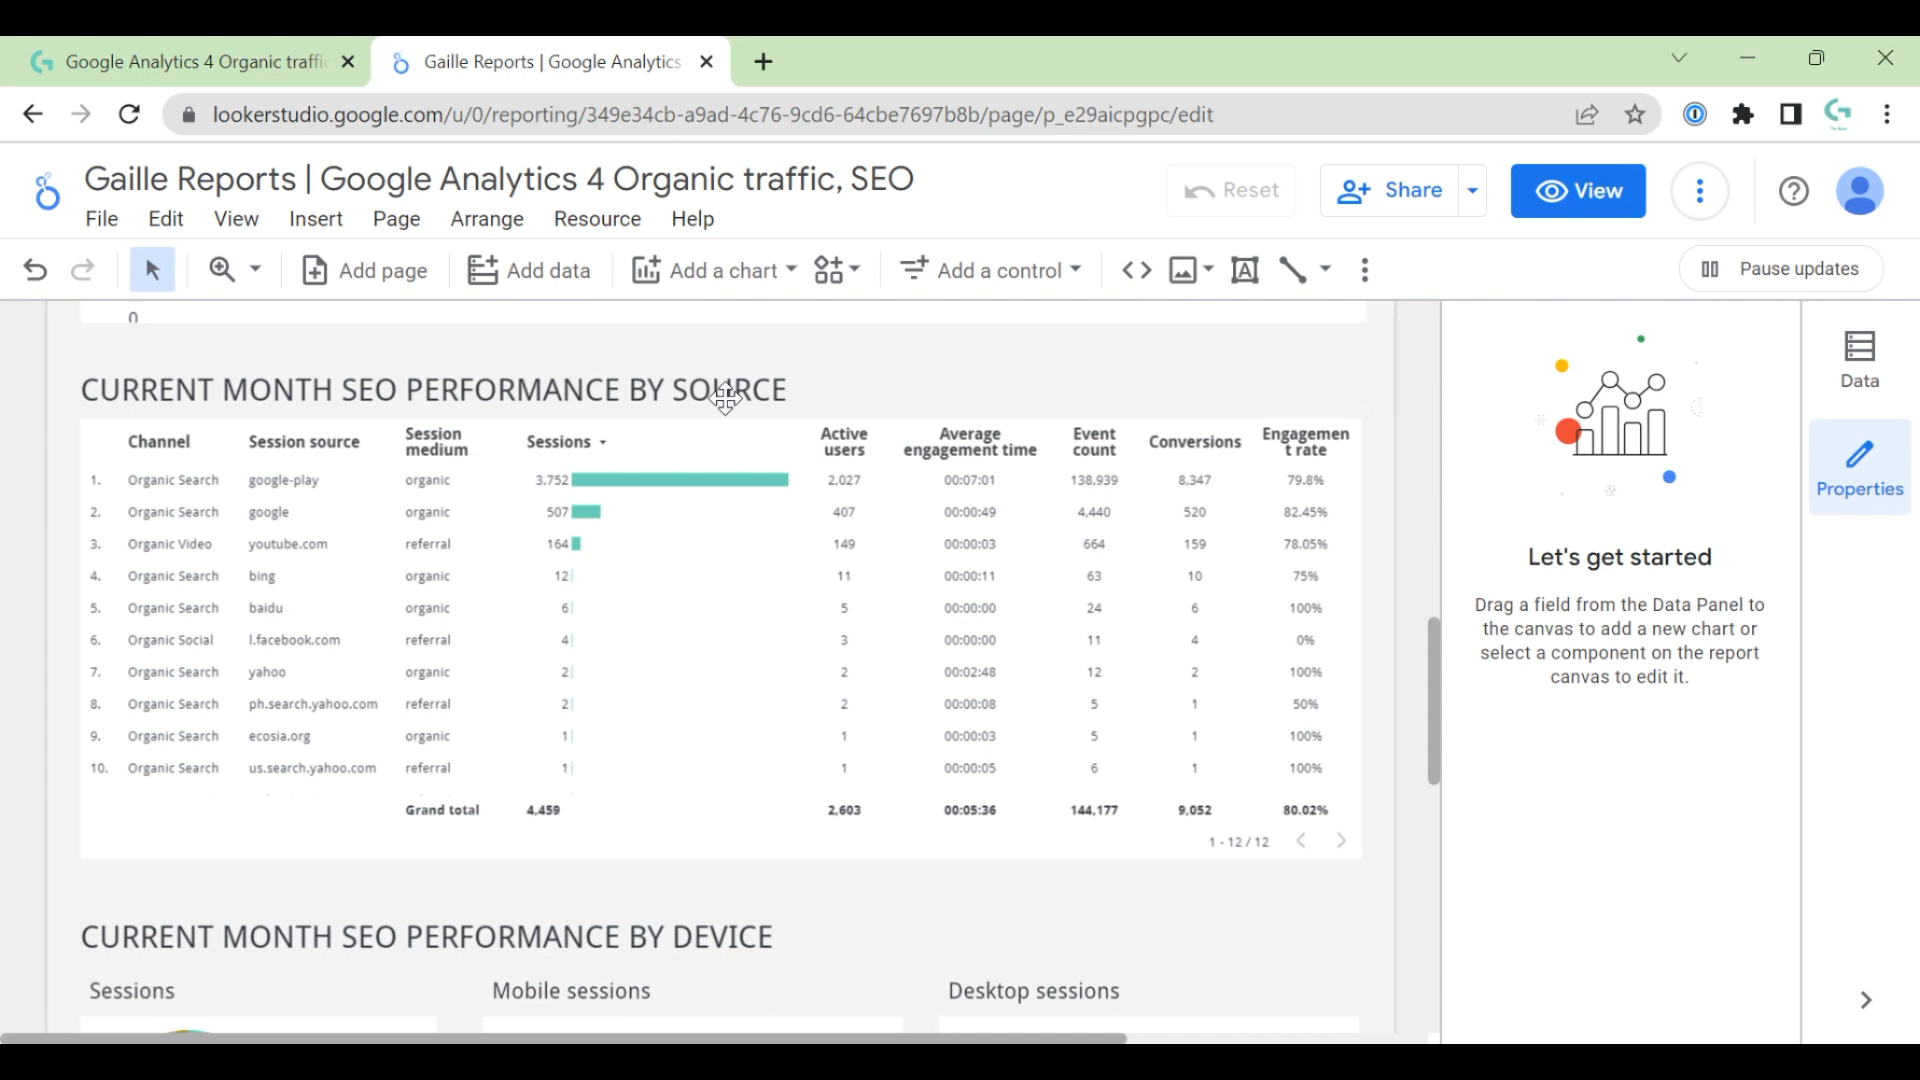 Google Analytics 4 Organic traffic
Gaille Reports | Google Analytics
lookerstudio.google.com/u/0/reporting/349e34cb-a9ad-4c76-9cd6-64cbe7697b8b/page/p_e29aicpgpc/edit
Gaille Reports | Google Analytics 4 Organic traffic, SEO
Reset
Share
View
File Edit View Insert Page Arrange Resource Help
Add page Add data Add a chart Add a control Pause updates
0
CURRENT MONTH SEO PERFORMANCE BY SOURCE
Channel Session source Session medium Sessions Active users Average engagement time Event count Conversions Engagemen t rate
1. Organic Search google-play organic 3,752 2,027 00:07:01 138,939 8,347 79.8%
2. Organic Search google organic 507 407 00:00:49 4,440 520 82.45%
3. Organic Video youtube.com referral 164 149 00:00:03 664 159 78.05%
4. Organic Search bing organic 12 11 00:00:11 63 10 75%
5. Organic Search baidu organic 6 5 00:00:00 24 6 100%
6. Organic Social l.facebook.com referral 4 3 00:00:00 11 4 0%
7. Organic Search yahoo organic 2 2 00:02:48 12 2 100%
8. Organic Search ph.search.yahoo.com referral 2 2 00:00:08 5 1 50%
9. Organic Search ecosia.org organic 1 1 00:00:03 5 1 100%
10. Organic Search us.search.yahoo.com referral 1 1 00:00:05 6 1 100%
Grand total 4,459 2,603 00:05:36 144,177 9,052 80.02%
1 - 12 / 12
CURRENT MONTH SEO PERFORMANCE BY DEVICE
Sessions Mobile sessions Desktop sessions
Let's get started
Drag a field from the Data Panel to
the canvas to add a new chart or
select a component on the report
canvas to edit it.
Data
Properties